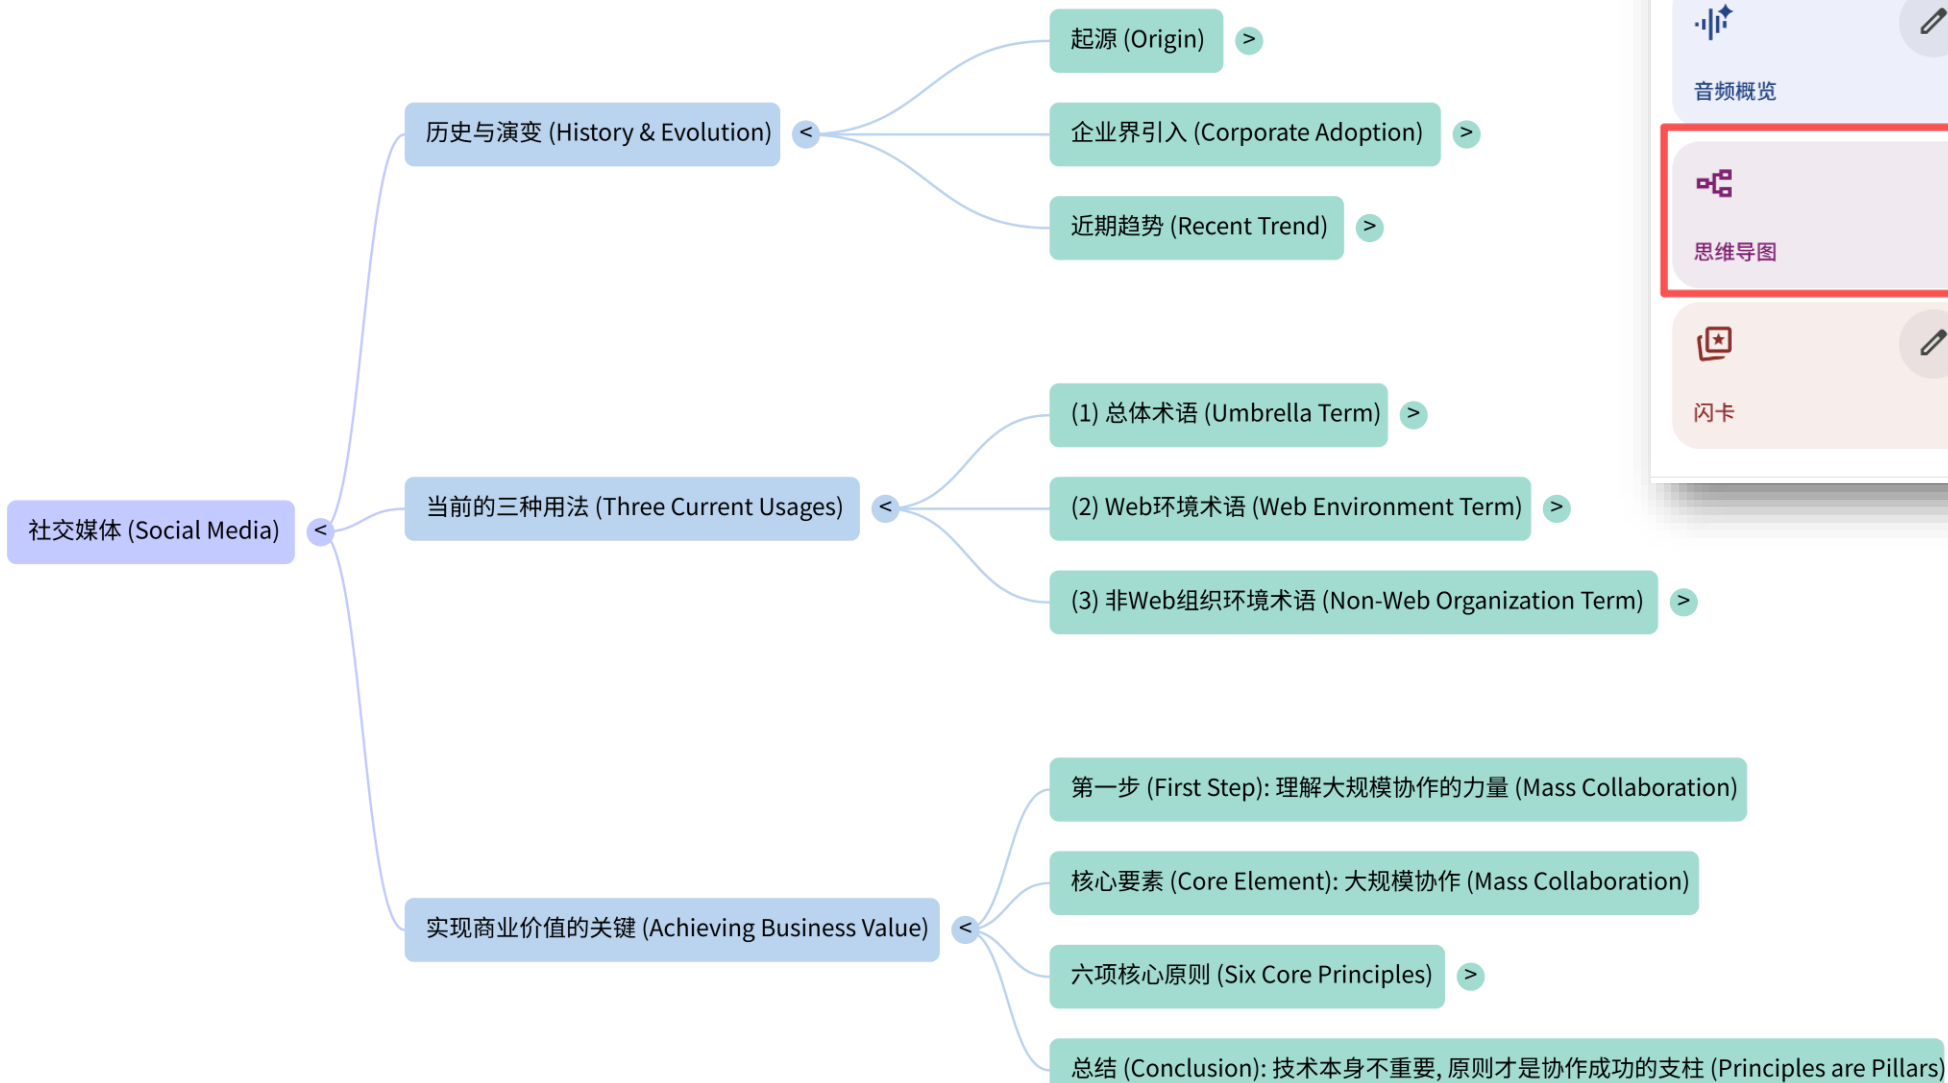 社交媒体 (Social Media)
<
历史与演变 (History & Evolution)
<
起源 (Origin)
>
企业界引入 (Corporate Adoption)
>
近期趋势 (Recent Trend)
>
当前的三种用法 (Three Current Usages)
<
(1) 总体术语 (Umbrella Term)
>
(2) Web环境术语 (Web Environment Term)
>
(3) 非Web组织环境术语 (Non-Web Organization Term)
>
实现商业价值的关键 (Achieving Business Value)
<
第一步 (First Step): 理解大规模协作的力量 (Mass Collaboration)
核心要素 (Core Element): 大规模协作 (Mass Collaboration)
六项核心原则 (Six Core Principles)
>
总结 (Conclusion): 技术本身不重要, 原则才是协作成功的支柱 (Principles are Pillars)
音频概览
思维导图
闪卡